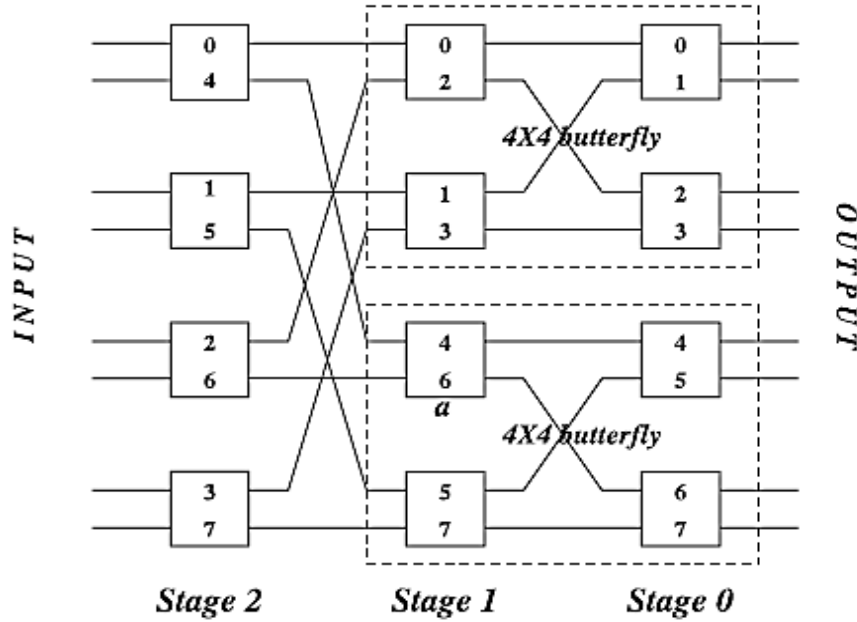 0 0 0
4 2 1
4X4 butterfly
1 1 2
5 3 3
INPUT
OUTPUT
2 4 4
6 6 5
a
4X4 butterfly
3 5 6
7 7 7
Stage 2 Stage 1 Stage 0